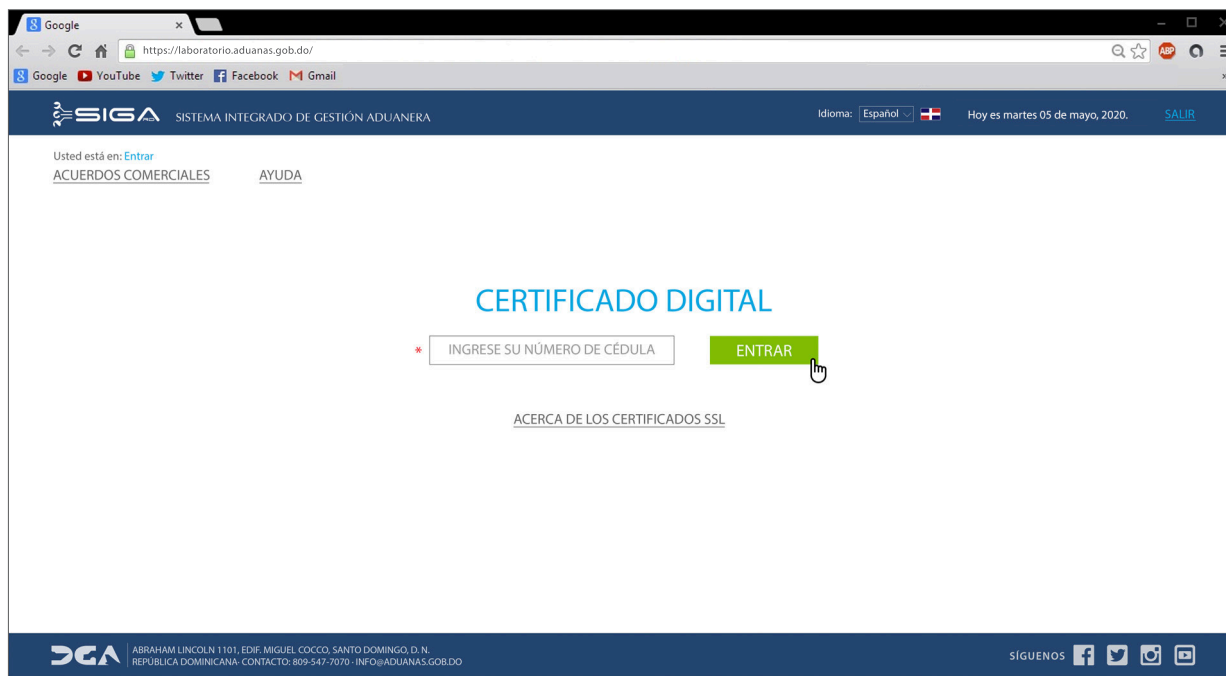 Google
https://laboratorio.aduanas.gob.do/
ABP
Google YouTube Twitter Facebook Gmail
SIGA RD SISTEMA INTEGRADO DE GESTIÓN ADUANERA Idioma: Español Hoy es martes 05 de mayo, 2020. SALIR
Usted está en: Entrar
ACUERDOS COMERCIALES AYUDA
CERTIFICADO DIGITAL
* INGRESE SU NÚMERO DE CÉDULA ENTRAR
ACERCA DE LOS CERTIFICADOS SSL
DGA ABRAHAM LINCOLN 1101, EDIF. MIGUEL COCCO, SANTO DOMINGO, D. N.
REPÚBLICA DOMINICANA· CONTACTO: 809-547-7070 · INFO@ADUANAS.GOB.DO
SÍGUENOS